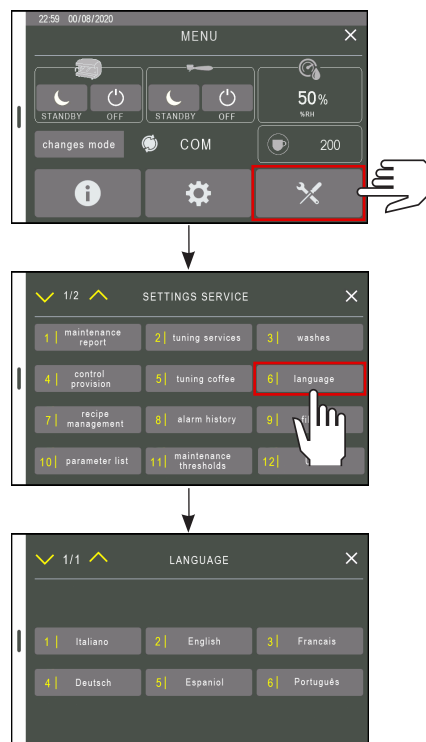 22:59 00/08/2020
MENU
STANDBY OFF STANDBY OFF 50% %RH
changes mode COM 200
1/2 SETTINGS SERVICE
1 maintenance report 2 tuning services 3 washes
4 control provision 5 tuning coffee 6 language
7 recipe management 8 alarm history 9
10 parameter list 11 maintenance thresholds 12
1/1 LANGUAGE
1 Italiano 2 English 3 Francais
4 Deutsch 5 Espaniol 6 Português